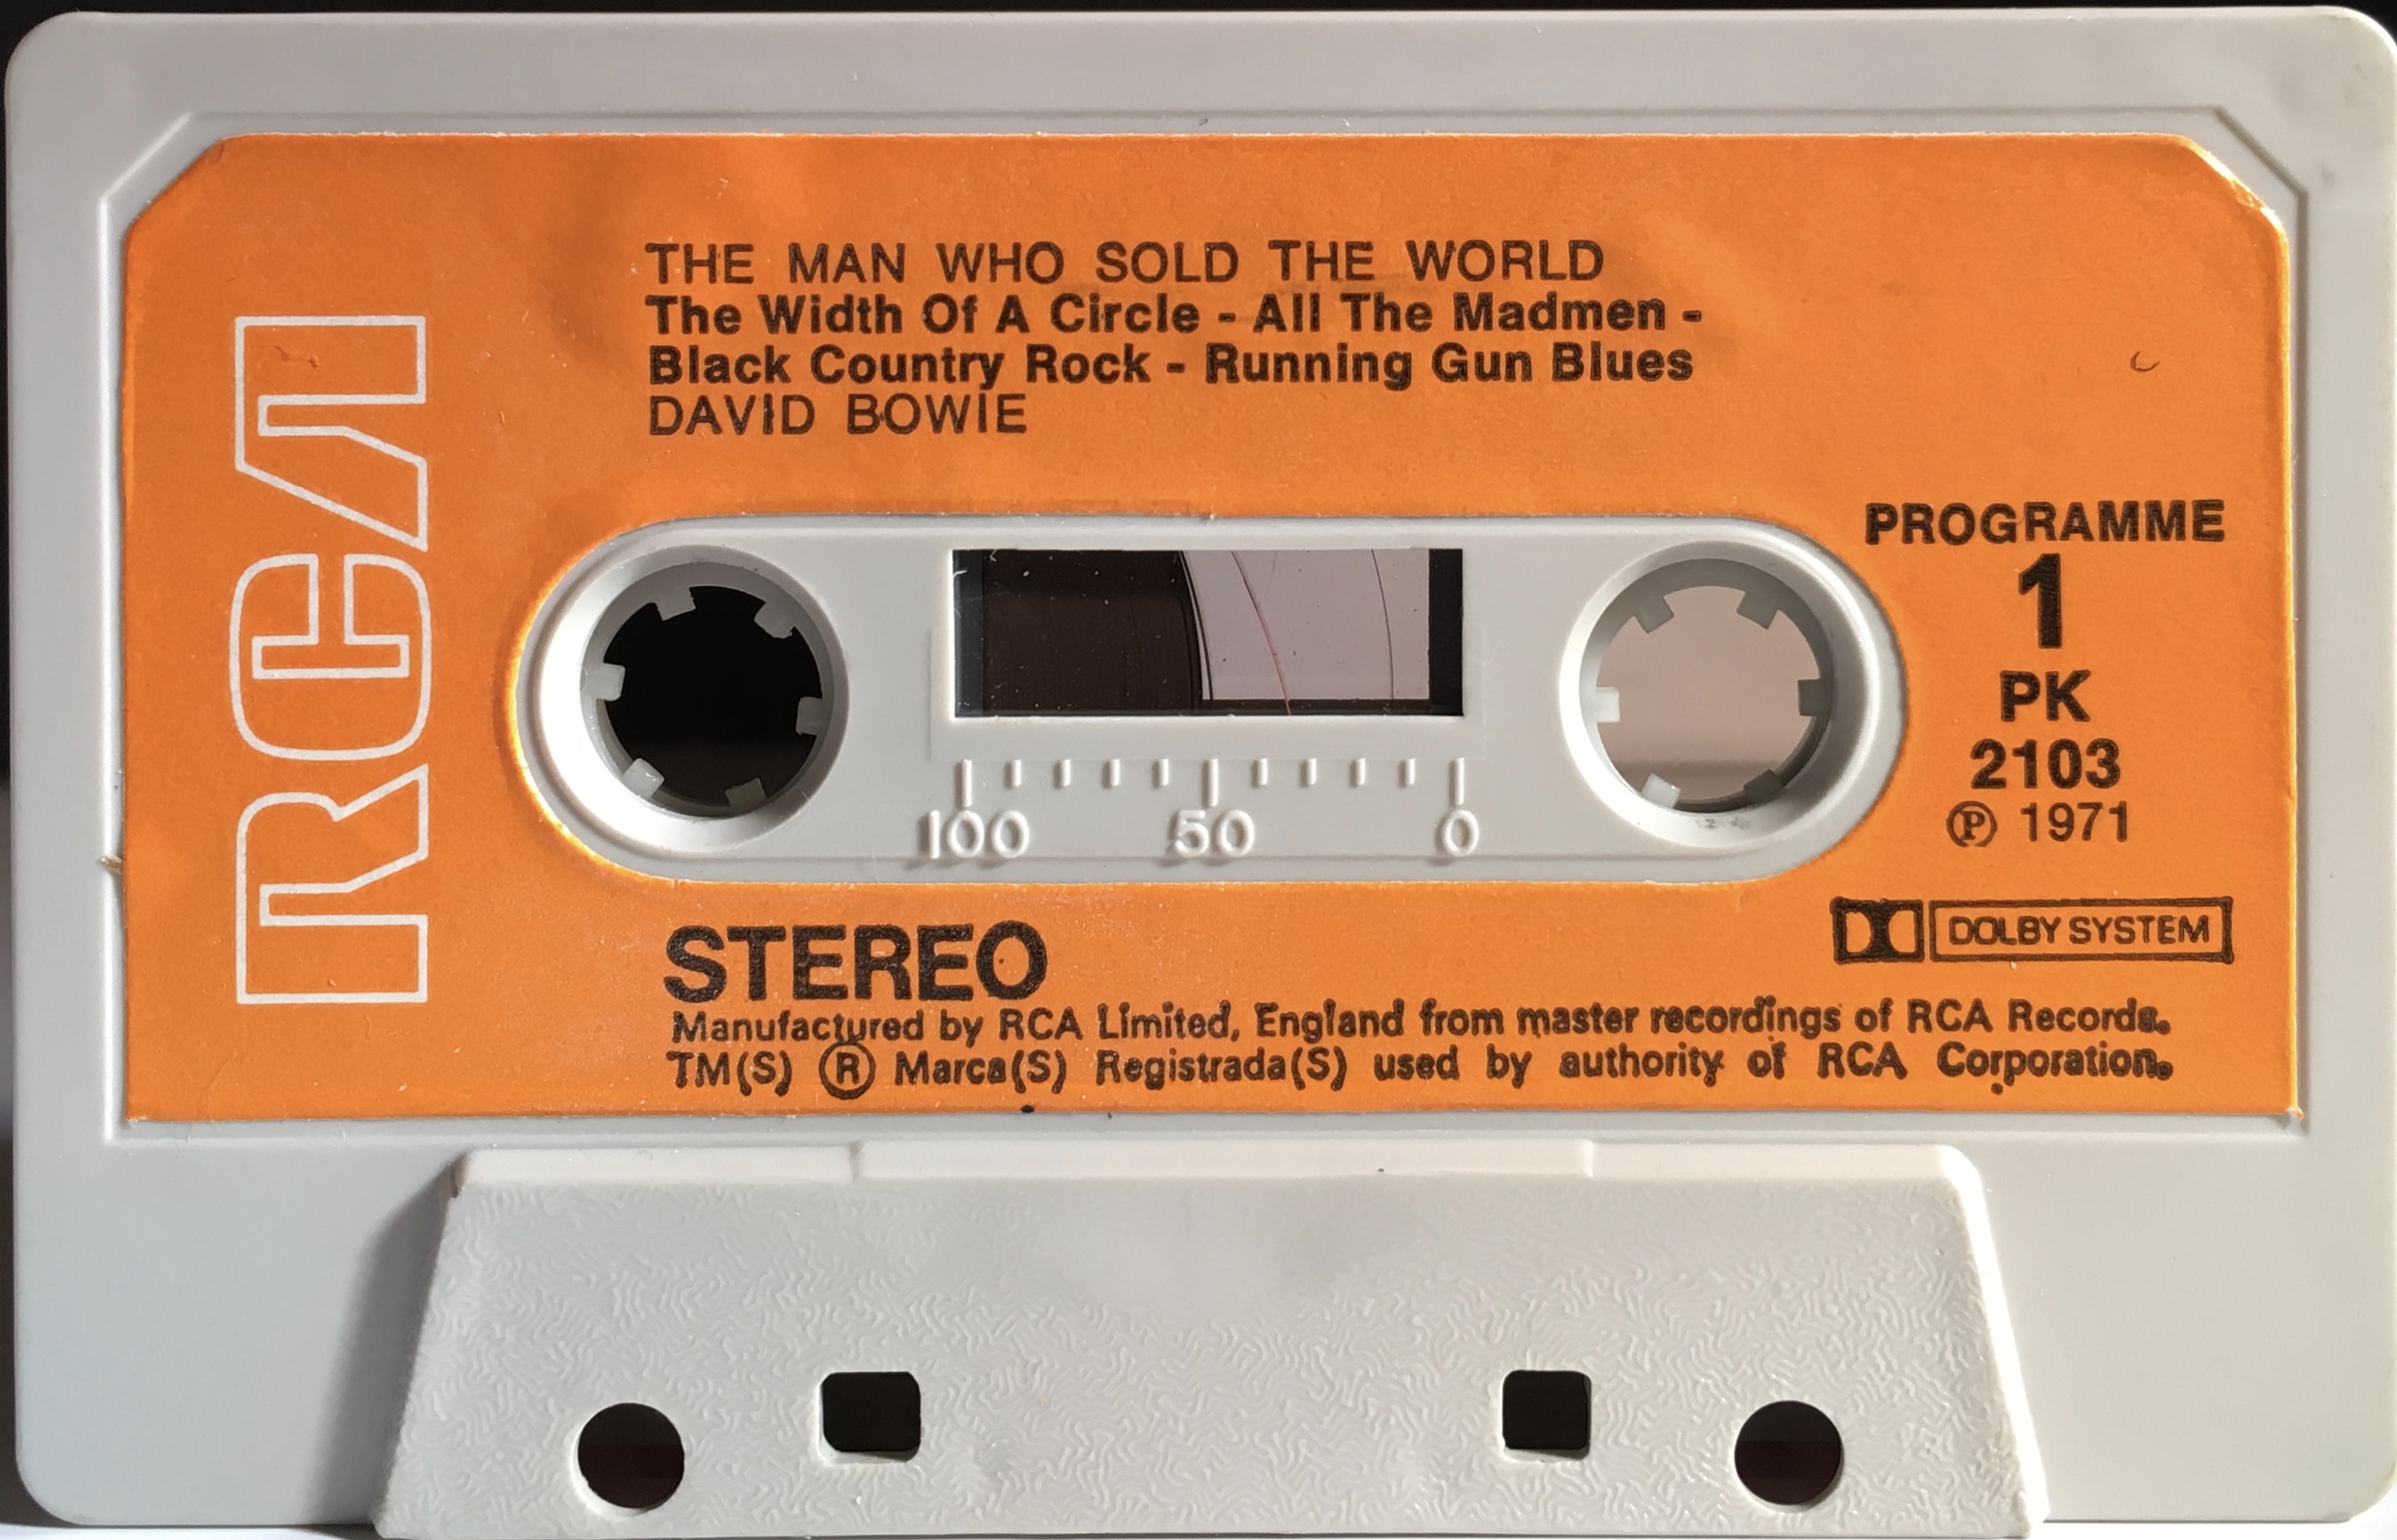 RCA
THE MAN WHO SOLD THE WORLD
The Width Of A Circle - All The Madmen -
Black Country Rock - Running Gun Blues
DAVID BOWIE
PROGRAMME
1
PK
2103
℗ 1971
100 50 0
DOLBY SYSTEM
STEREO
Manufactured by RCA Limited, England from master recordings of RCA Records.
TM(S) ® Marca(S) Registrada(S) used by authority of RCA Corporation.